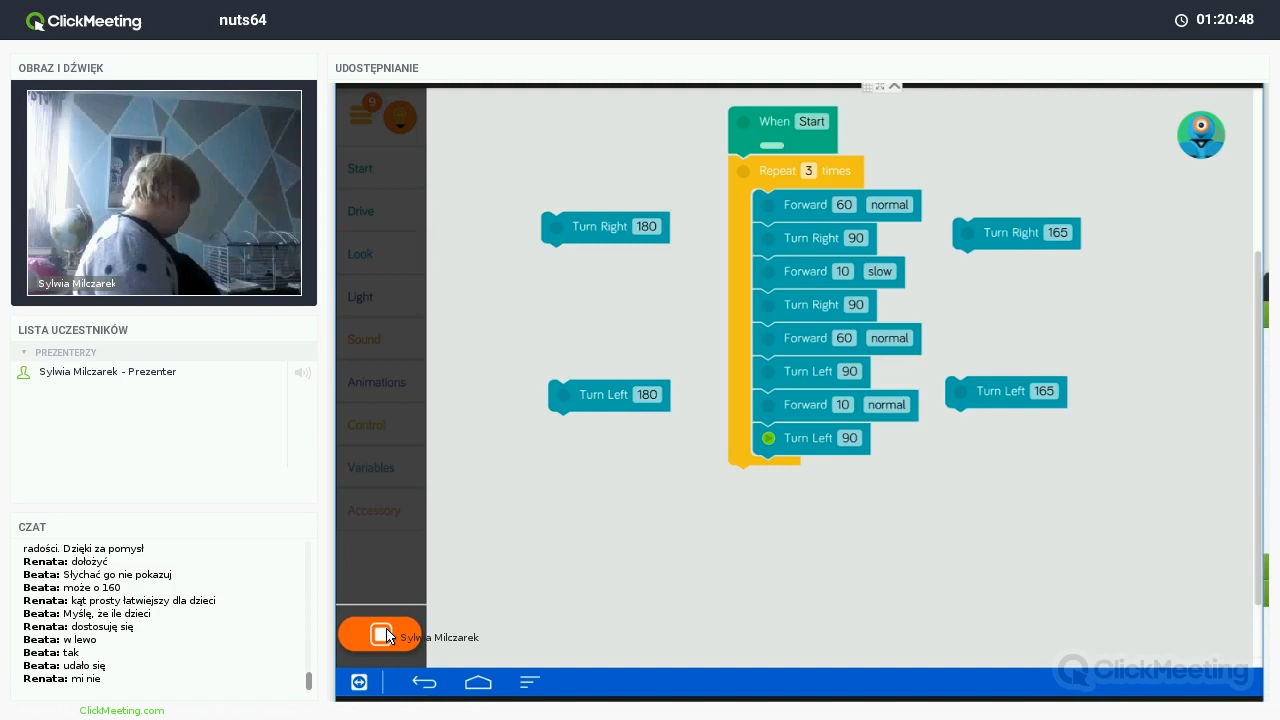 ClickMeeting
nuts64
01:20:48
OBRAZ I DŹWIĘK
Sylwia Milczarek
LISTA UCZESTNIKÓW
PREZENTERZY
Sylwia Milczarek - Prezenter
CZAT
radości. Dzięki za pomysł
Renata: dołożyć
Beata: Słychać go nie pokazuj
Beata: może o 160
Renata: kąt prosty łatwiejszy dla dzieci
Beata: Myślę, że ile dzieci
Renata: dostosuję się
Beata: w lewo
Beata: tak
Beata: udało się
Renata: mi nie
ClickMeeting.com
UDOSTĘPNIANIE
9
Start
Drive
Look
Light
Sound
Animations
Control
Variables
Accessory
When Start
Repeat 3 times
Forward 60 normal
Turn Right 90
Forward 10 slow
Turn Right 90
Forward 60 normal
Turn Left 90
Forward 10 normal
Turn Left 90
Turn Right 180
Turn Left 180
Turn Right 165
Turn Left 165
Sylwia Milczarek
ClickMeeting